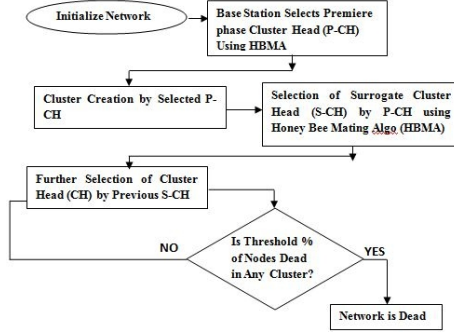 Initialize Network
Base Station Selects Premiere
phase Cluster Head (P-CH)
Using HBMA
Cluster Creation by Selected P-
CH
Selection of Surrogate Cluster
Head (S-CH) by P-CH using
Honey Bee Mating Algo (HBMA)
Further Selection of Cluster
Head (CH) by Previous S-CH
Is Threshold %
of Nodes Dead
in Any Cluster?
NO
YES
Network is Dead